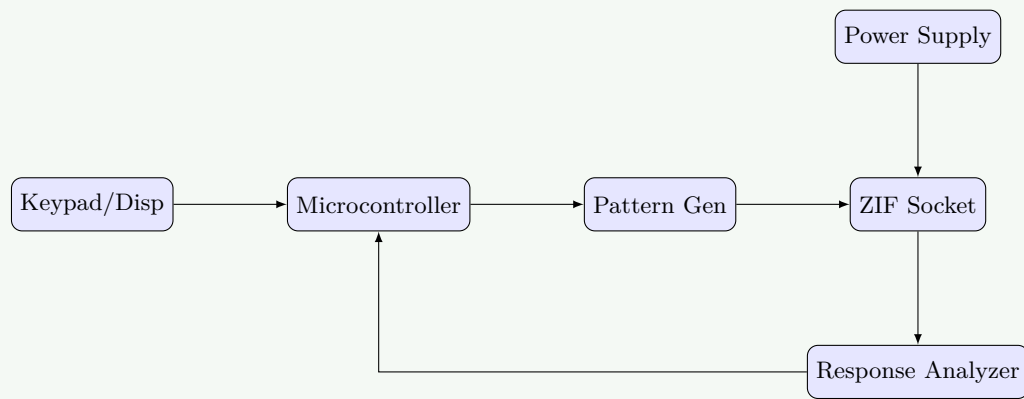 Power Supply
Keypad/Disp
Microcontroller
Pattern Gen
ZIF Socket
Response Analyzer